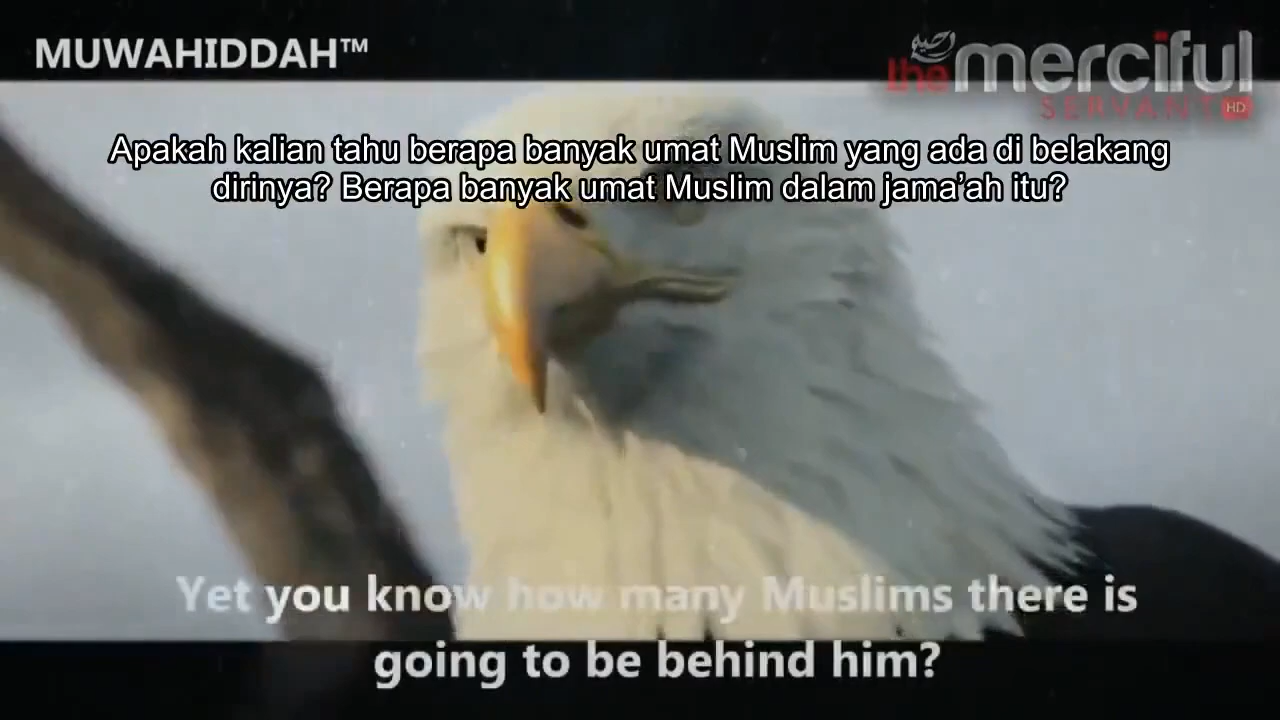 MUWAHIDDAH™
the merciful
SERVANT HD
Apakah kalian tahu berapa banyak umat Muslim yang ada di belakang
dirinya? Berapa banyak umat Muslim dalam jama’ah itu?
Yet you know how many Muslims there is
going to be behind him?